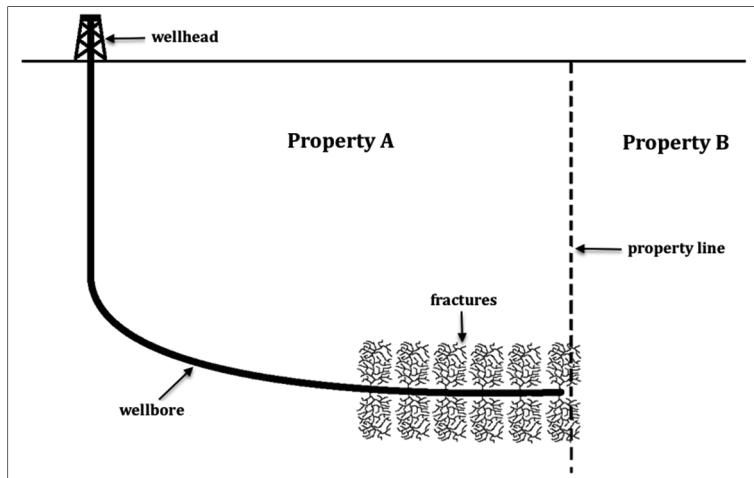 wellhead
Property A
Property B
property line
fractures
wellbore